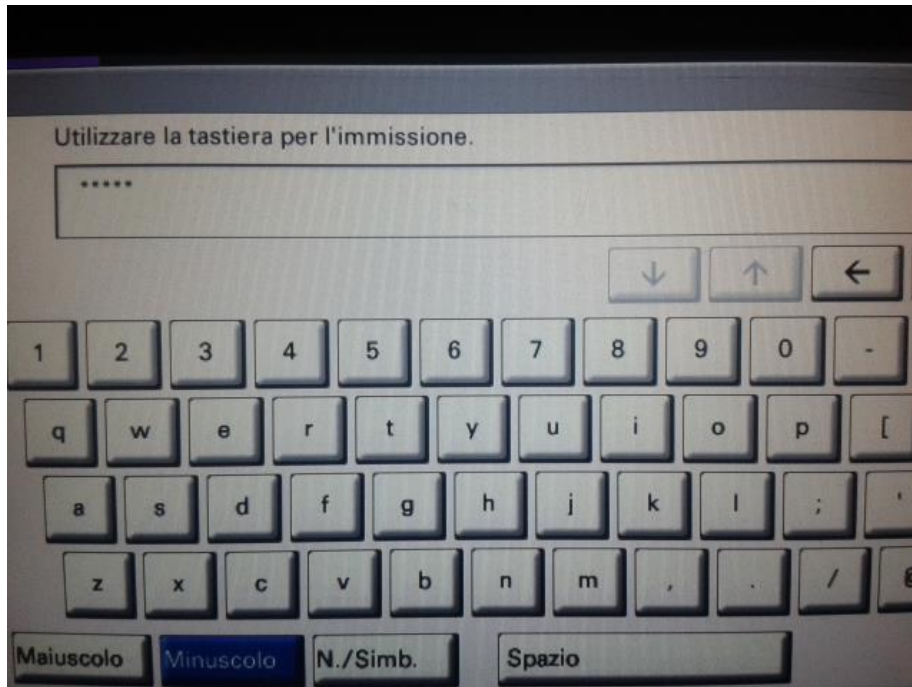 Utilizzare la tastiera per l'immissione.
*****
↓ ↑ ←
1 2 3 4 5 6 7 8 9 0 -
q w e r t y u i o p [
a s d f g h j k l ; '
z x c v b n m , . /
Maiuscolo Minuscolo N./Simb. Spazio